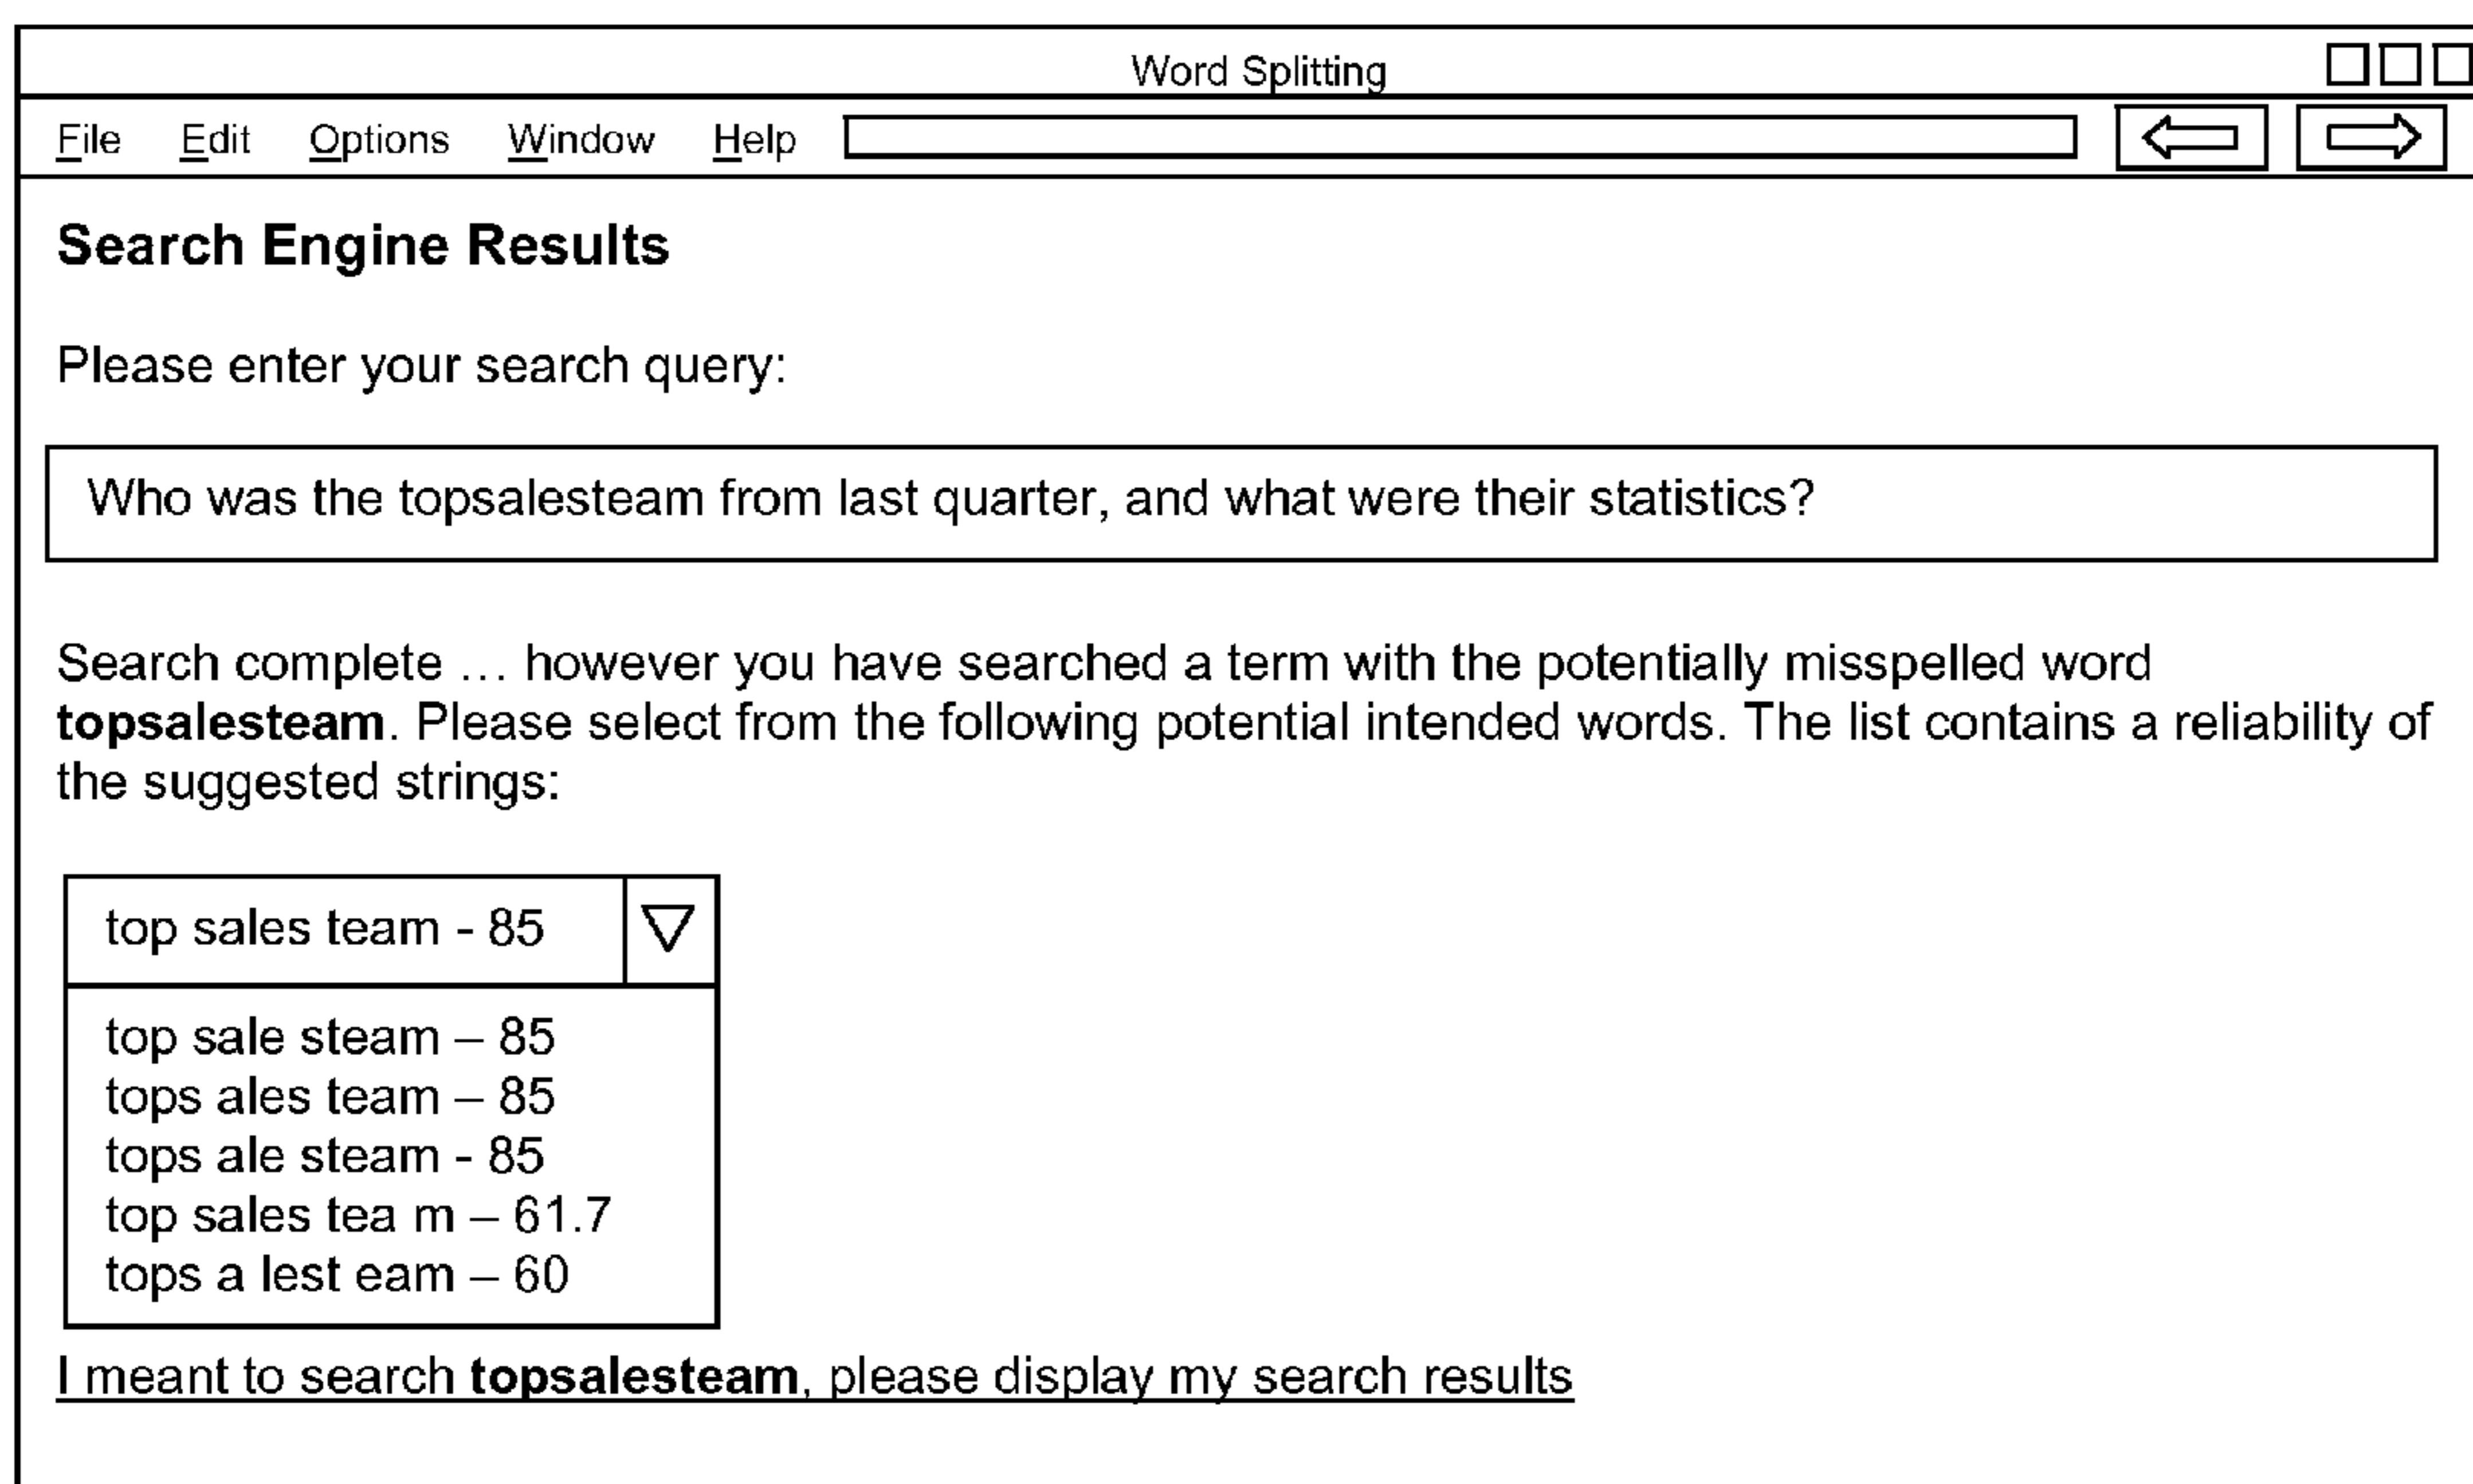 Word Splitting
File Edit Options Window Help
Search Engine Results
Please enter your search query:
Who was the topsalesteam from last quarter, and what were their statistics?
Search complete ... however you have searched a term with the potentially misspelled word
topsalesteam. Please select from the following potential intended words. The list contains a reliability of
the suggested strings:
top sales team - 85
top sale steam – 85
tops ales team – 85
tops ale steam - 85
top sales tea m – 61.7
tops a lest eam – 60
I meant to search topsalesteam, please display my search results